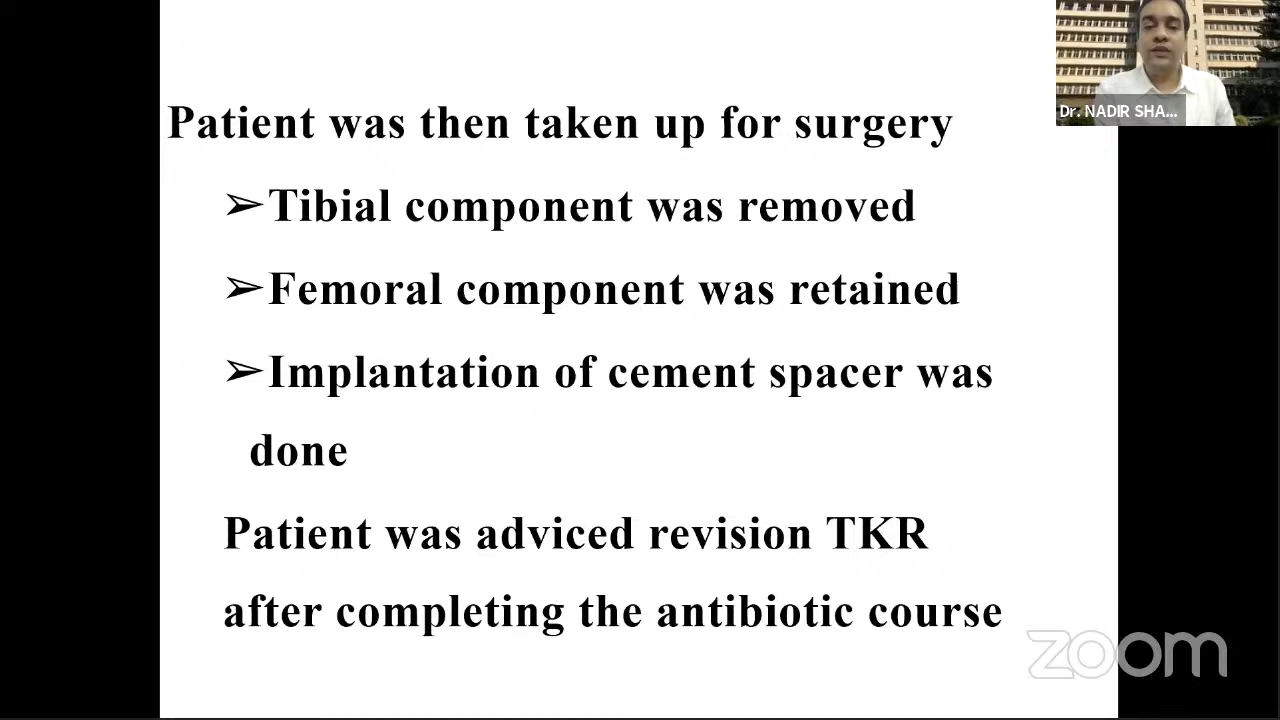 Patient was then taken up for surgery
➢Tibial component was removed
➢Femoral component was retained
➢Implantation of cement spacer was
done
Patient was adviced revision TKR
after completing the antibiotic course
Dr. NADIR SHA...
zoom